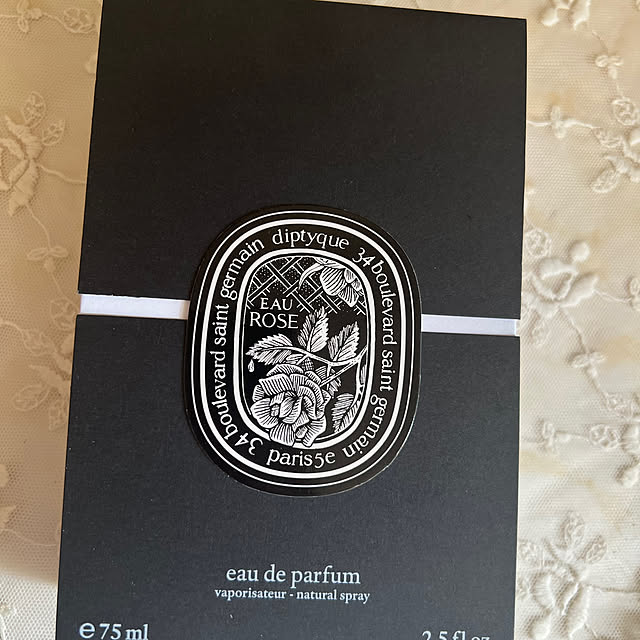 diptyque 34 boulevard saint germain paris 5e 34 boulevard saint germain
EAU
ROSE
eau de parfum
vaporisateur - natural spray
e 75 ml 2.5 fl oz